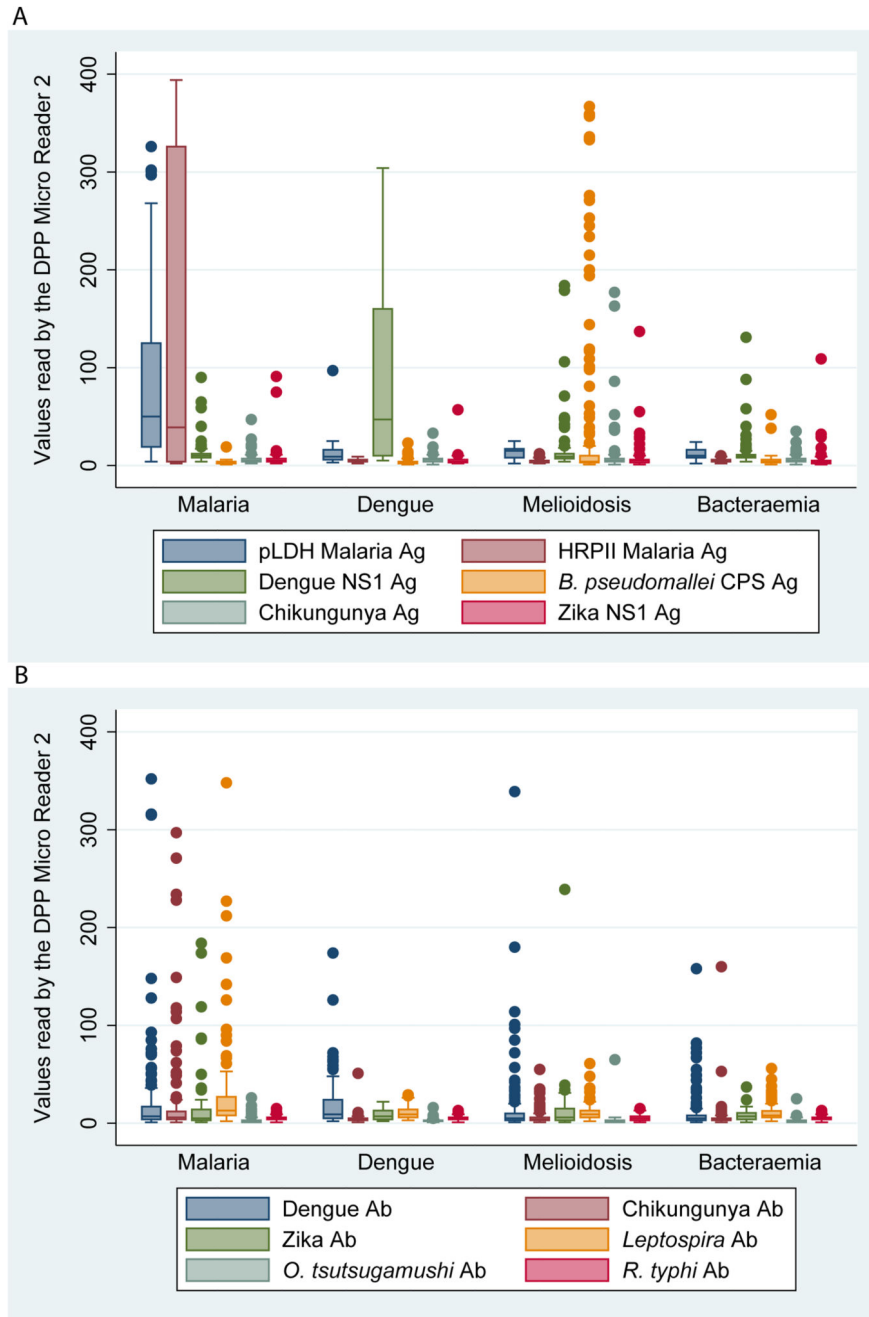 A
Values read by the DPP Micro Reader 2
400
300
200
100
0
Malaria Dengue Melioidosis Bacteraemia
pLDH Malaria Ag HRPII Malaria Ag
Dengue NS1 Ag B. pseudomallei CPS Ag
Chikungunya Ag Zika NS1 Ag
B
Values read by the DPP Micro Reader 2
400
300
200
100
0
Malaria Dengue Melioidosis Bacteraemia
Dengue Ab Chikungunya Ab
Zika Ab Leptospira Ab
O. tsutsugamushi Ab R. typhi Ab